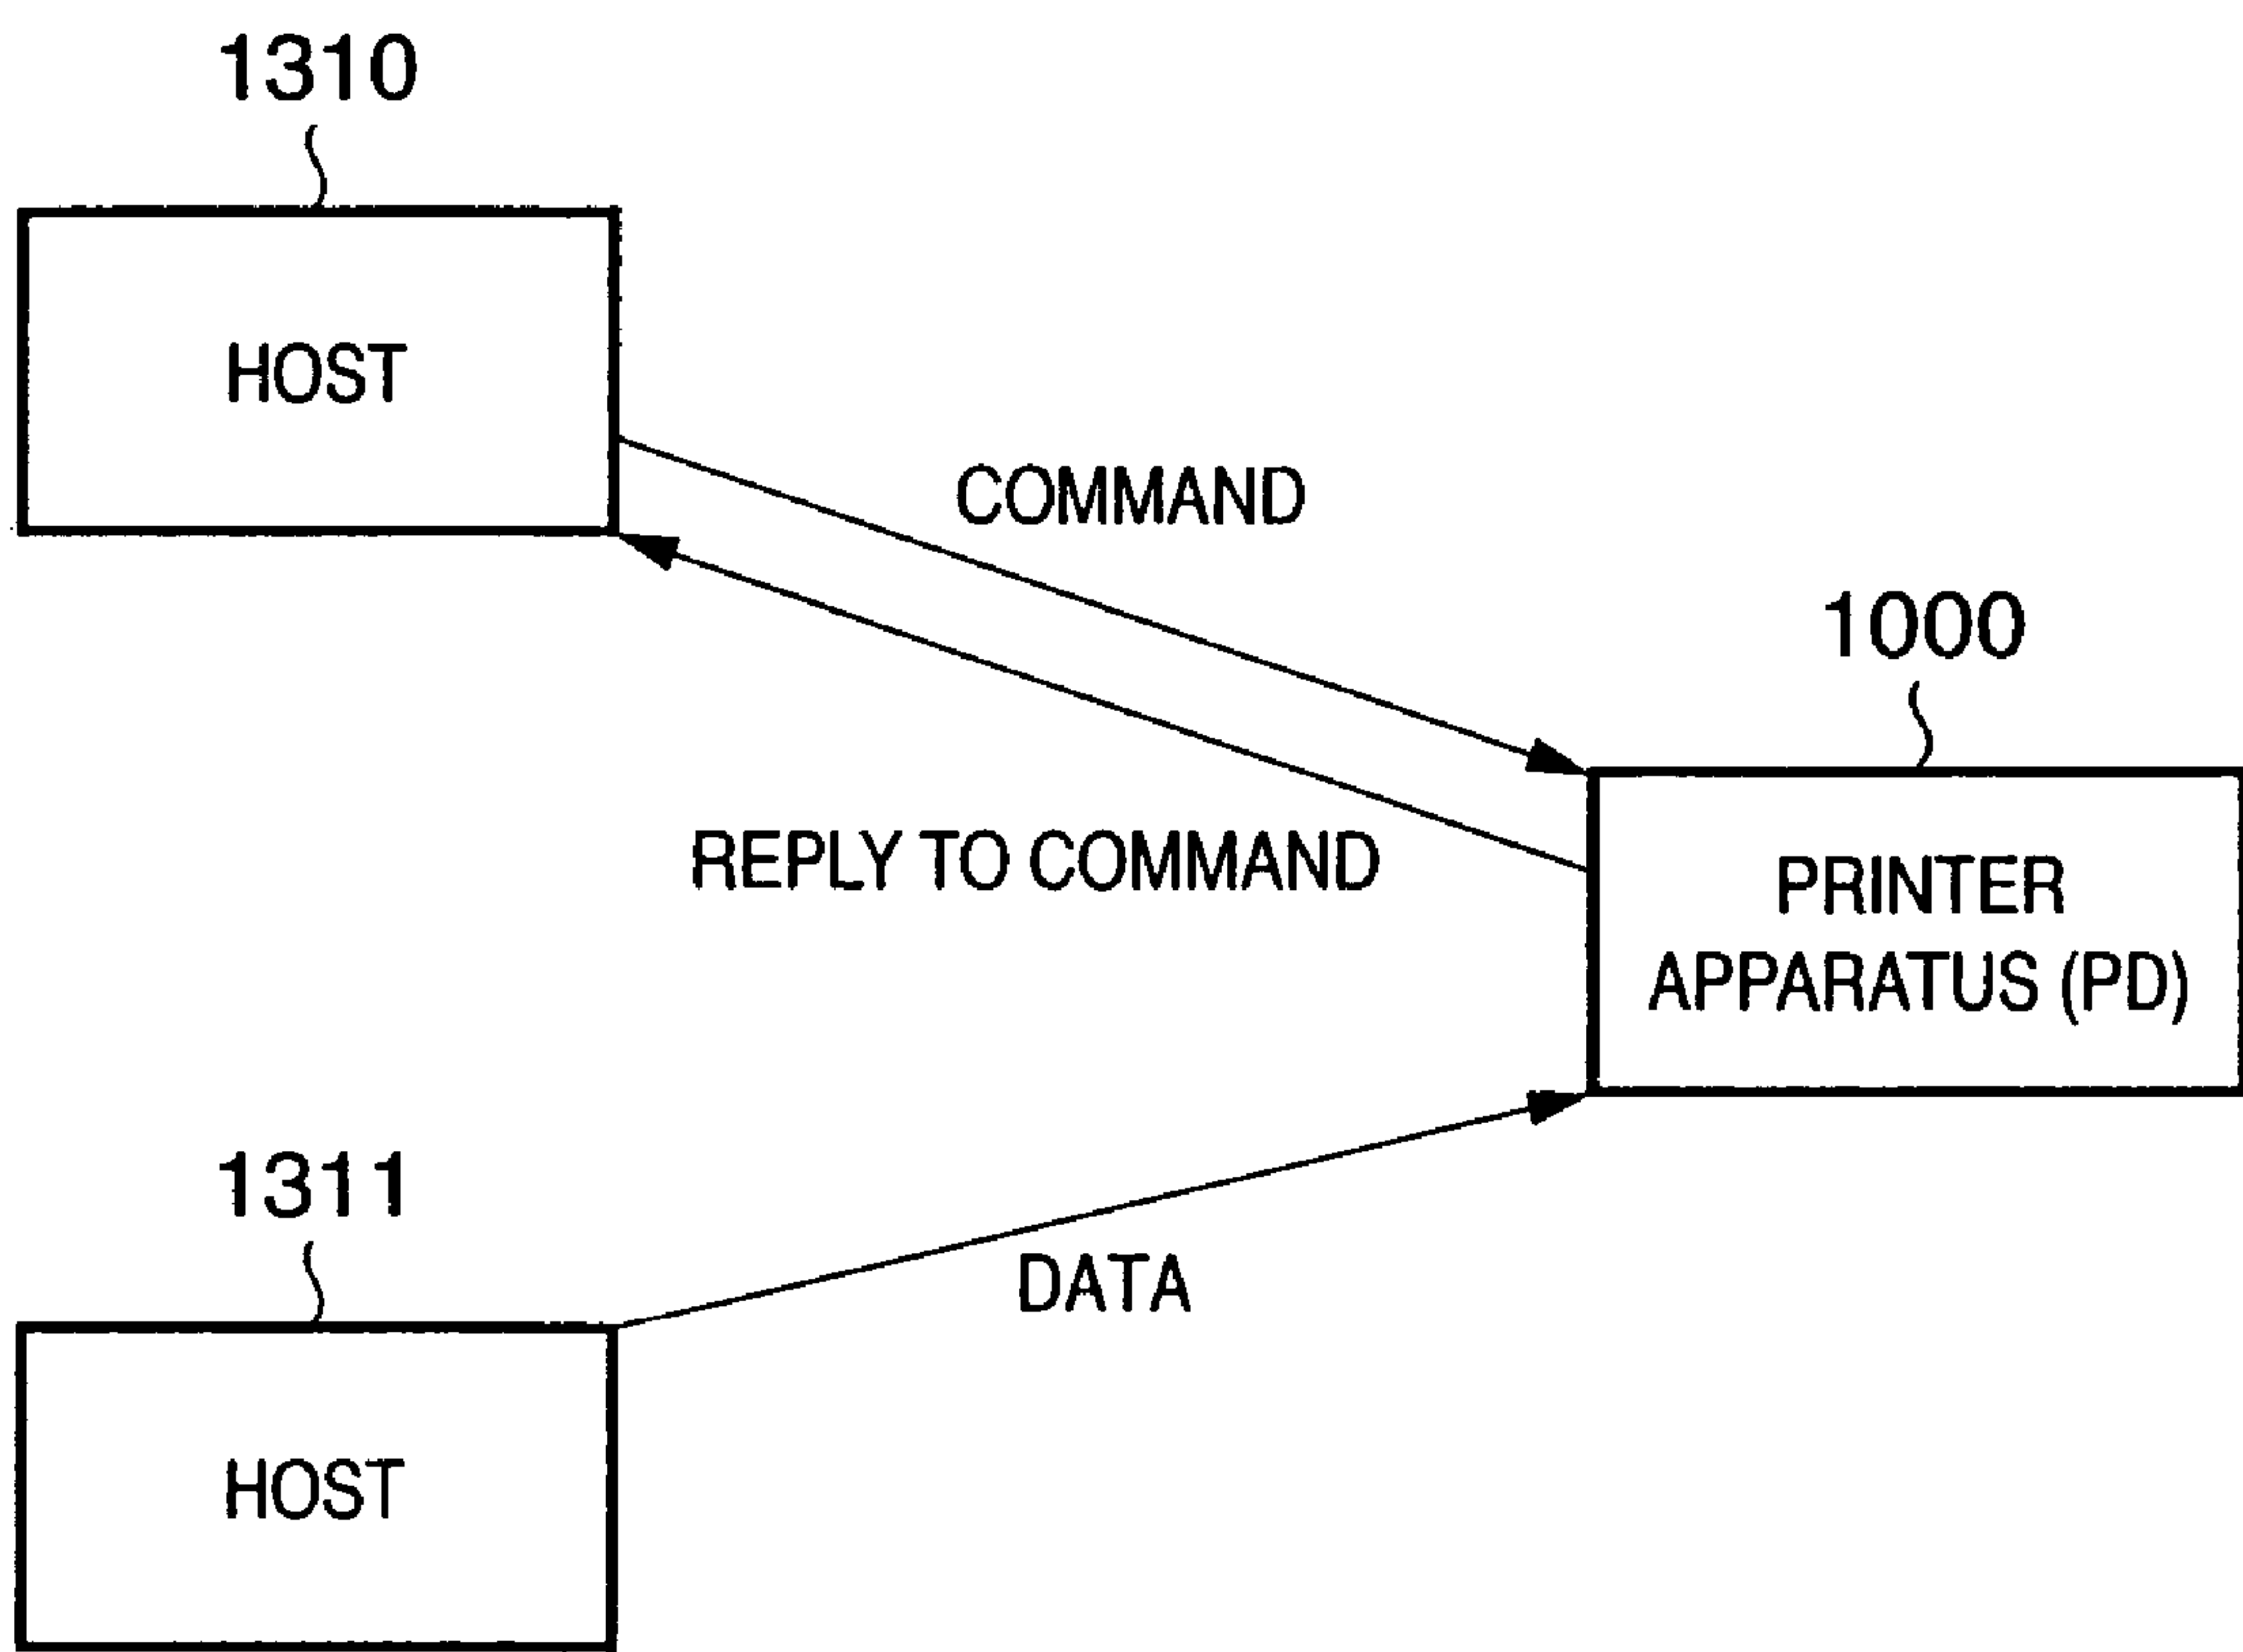 1310
HOST
COMMAND
1000
REPLY TO COMMAND
PRINTER
APPARATUS (PD)
1311
DATA
HOST